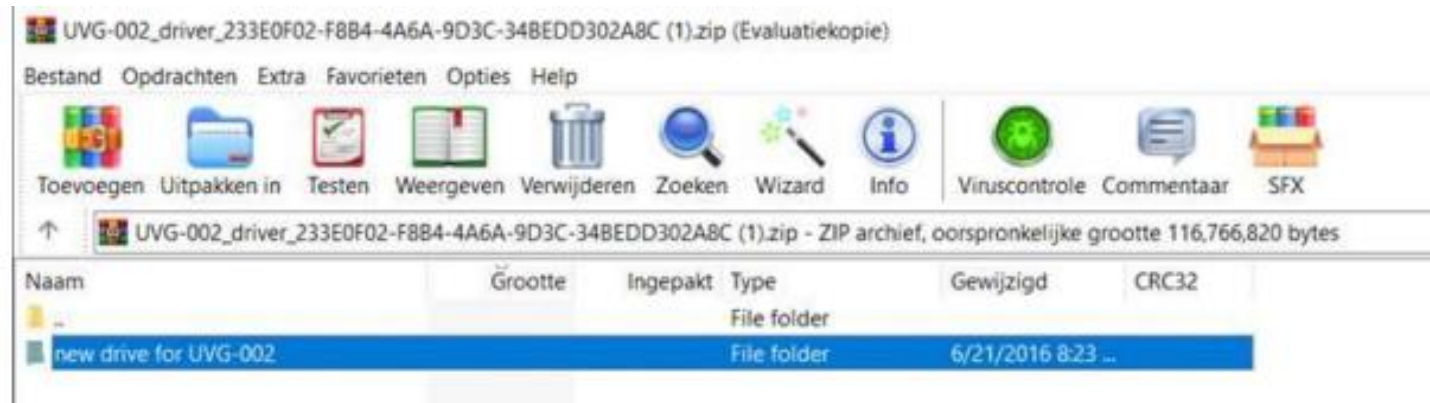 UVG-002_driver_233E0F02-F8B4-4A6A-9D3C-34BEDD302A8C (1).zip (Evaluatiekopie)
Bestand Opdrachten Extra Favorieten Opties Help
Toevoegen Uitpakken in Testen Weergeven Verwijderen Zoeken Wizard Info Viruscontrole Commentaar SFX
UVG-002_driver_233E0F02-F8B4-4A6A-9D3C-34BEDD302A8C (1).zip - ZIP archief, oorspronkelijke grootte 116,766,820 bytes
Naam Grootte Ingepakt Type Gewijzigd CRC32
.. File folder
new drive for UVG-002 File folder 6/21/2016 8:23 ...